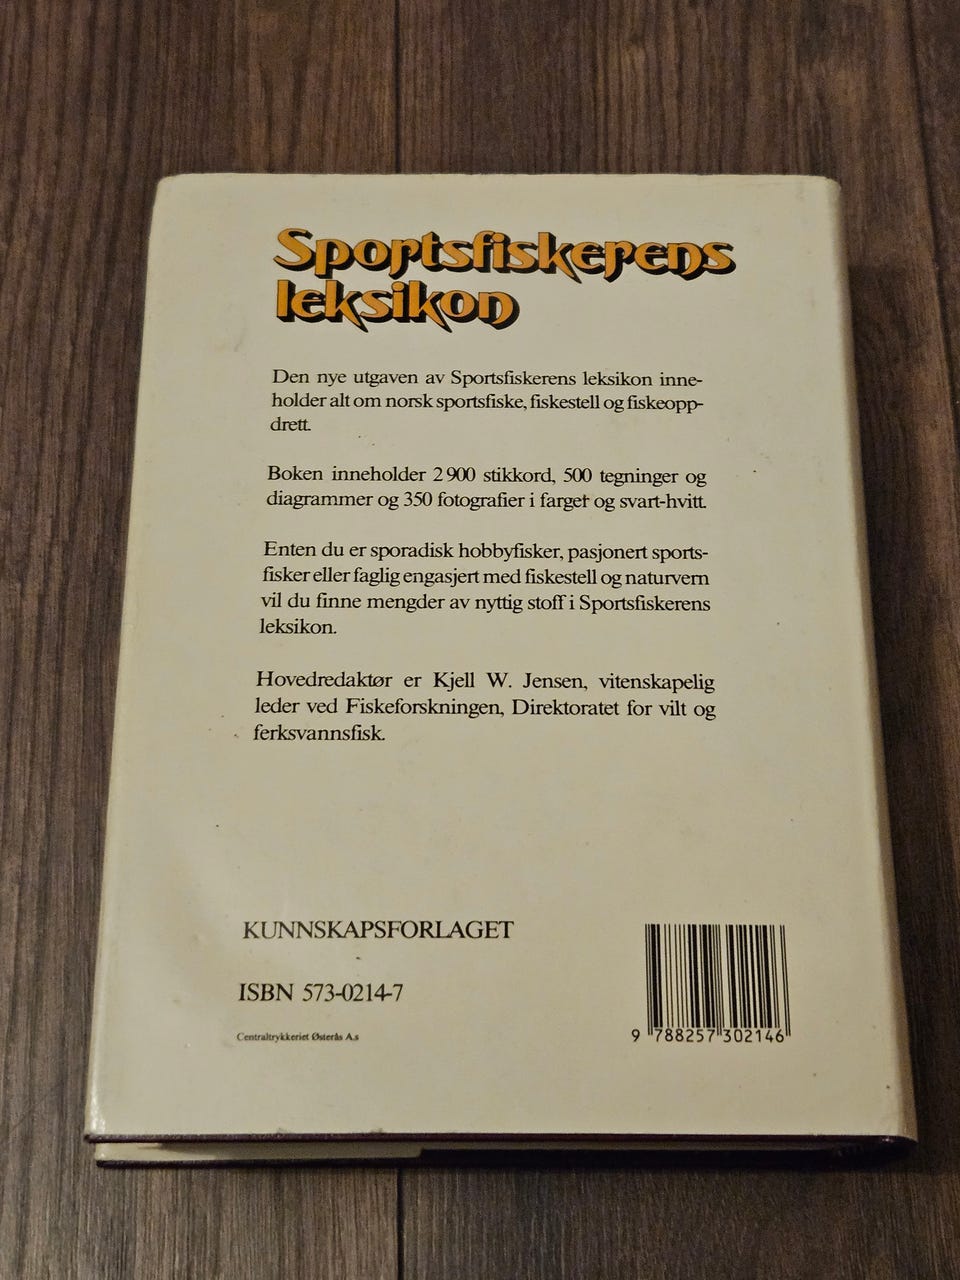 Sportsfiskerens
leksikon
Den nye utgaven av Sportsfiskerens leksikon inne-
holder alt om norsk sportsfiske, fiskestell og fiskeopp-
drett.
Boken inneholder 2 900 stikkord, 500 tegninger og
diagrammer og 350 fotografier i farget og svart-hvitt.
Enten du er sporadisk hobbyfisker, pasjonert sports-
fisker eller faglig engasjert med fiskestell og naturvern
vil du finne mengder av nyttig stoff i Sportsfiskerens
leksikon.
Hovedredaktør er Kjell W. Jensen, vitenskapelig
leder ved Fiskeforskningen, Direktoratet for vilt og
ferksvannsfisk.
KUNNSKAPSFORLAGET
ISBN 573-0214-7
Centraltrykkeriet Østerås A.s
9 788257 302146